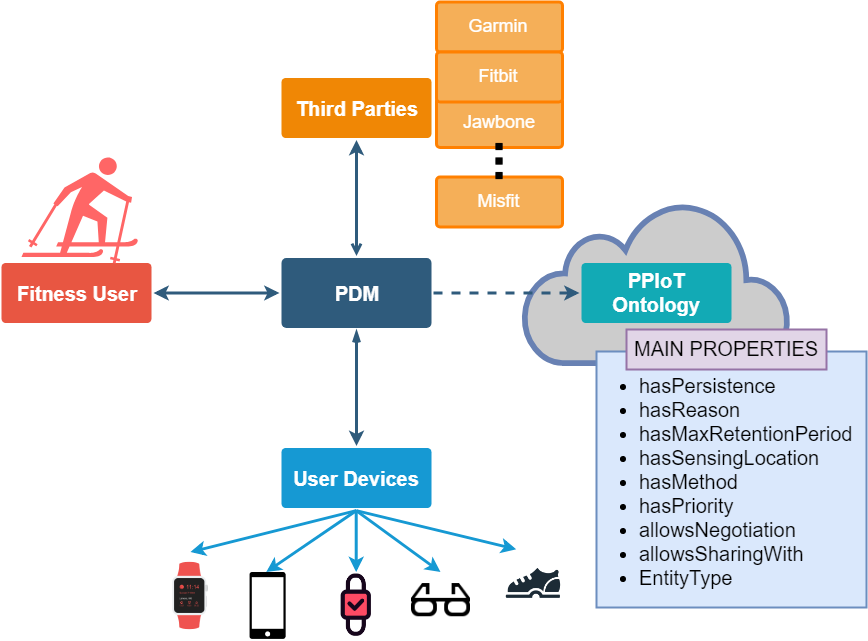 Garmin
Fitbit
Jawbone
Misfit
Third Parties
Fitness User
PDM
PPIoT
Ontology
MAIN PROPERTIES
• hasPersistence
• hasReason
• hasMaxRetentionPeriod
• hasSensingLocation
• hasMethod
• hasPriority
• allowsNegotiation
• allowsSharingWith
• EntityType
User Devices